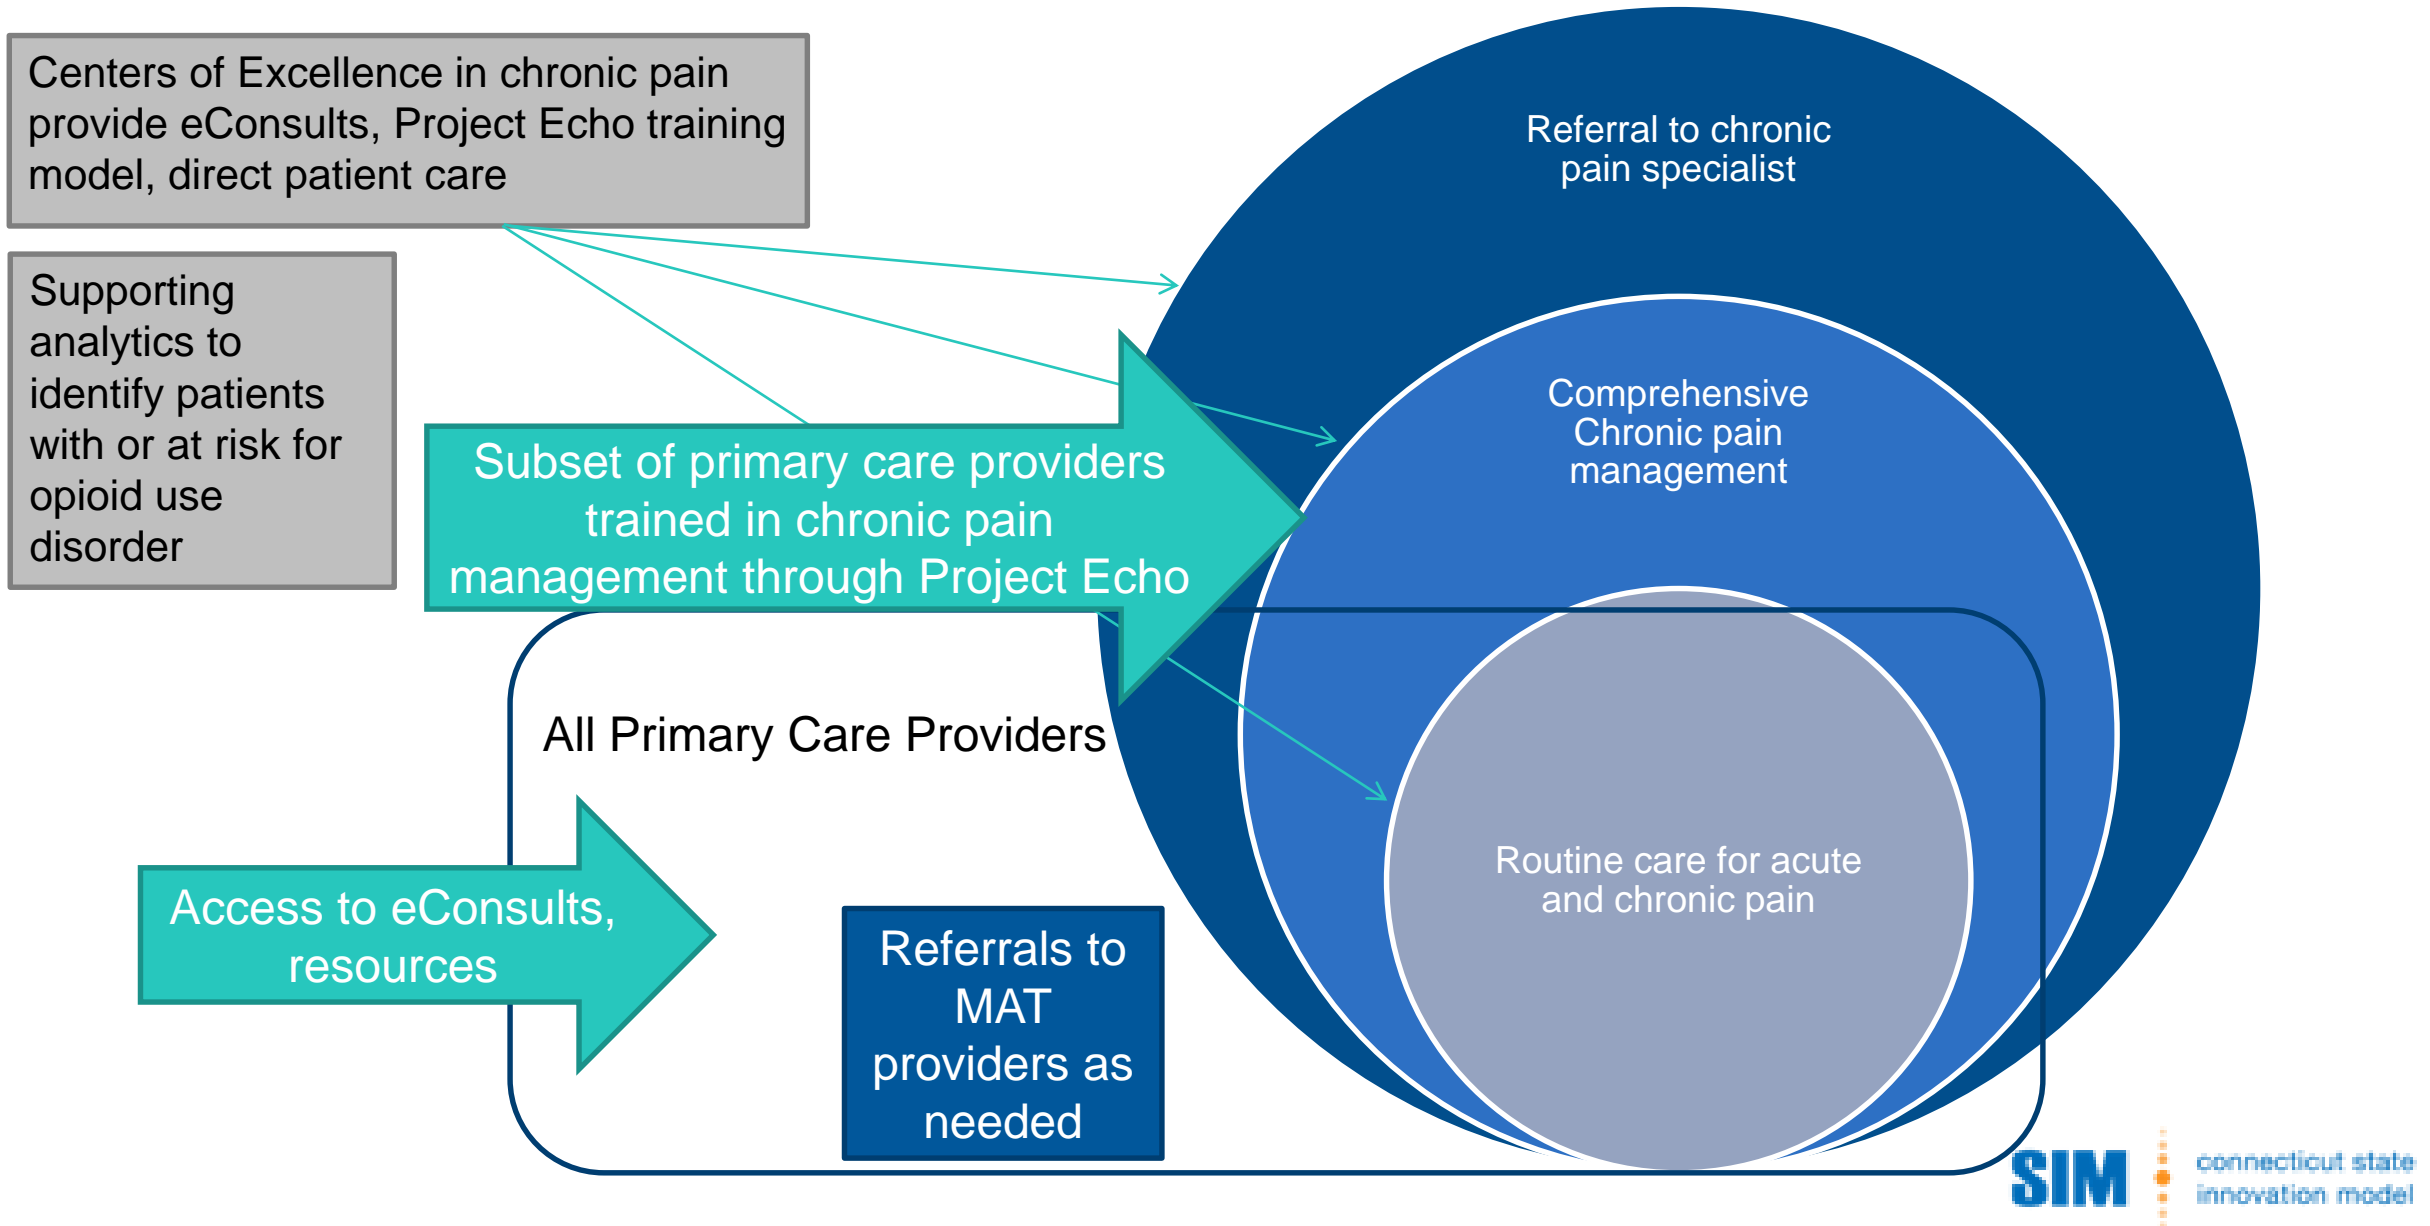 Centers of Excellence in chronic pain
provide eConsults, Project Echo training
model, direct patient care
Referral to chronic
pain specialist
Supporting
analytics to
identify patients
with or at risk for
opioid use
disorder
Comprehensive
Chronic pain
management
Subset of primary care providers
trained in chronic pain
management through Project Echo
All Primary Care Providers
Routine care for acute
and chronic pain
Access to eConsults,
resources
Referrals to
MAT
providers as
needed
SIM
connecticut state
innovation model